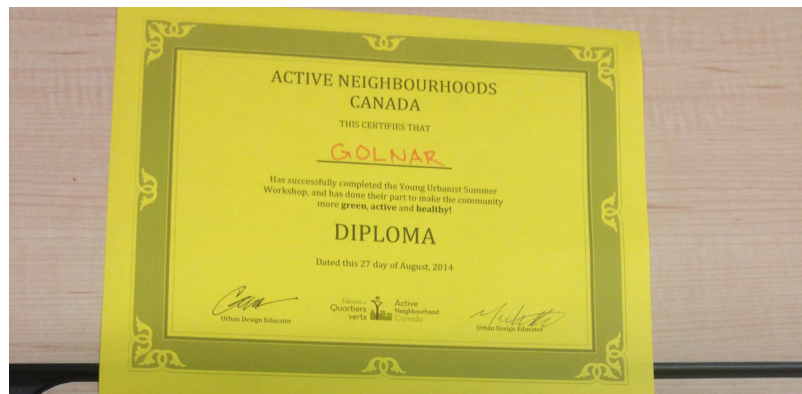 ACTIVE NEIGHBOURHOODS
CANADA
THIS CERTIFIES THAT
GOLNAR
Has successfully completed the Young Urbanist Summer
Workshop, and has done their part to make the community
more green, active and healthy!
DIPLOMA
Dated this 27 day of August, 2014
Urban Design Educator
Réseau
Quartiers
verts
Active
Neighbourhood
Canada
Urban Design Educator